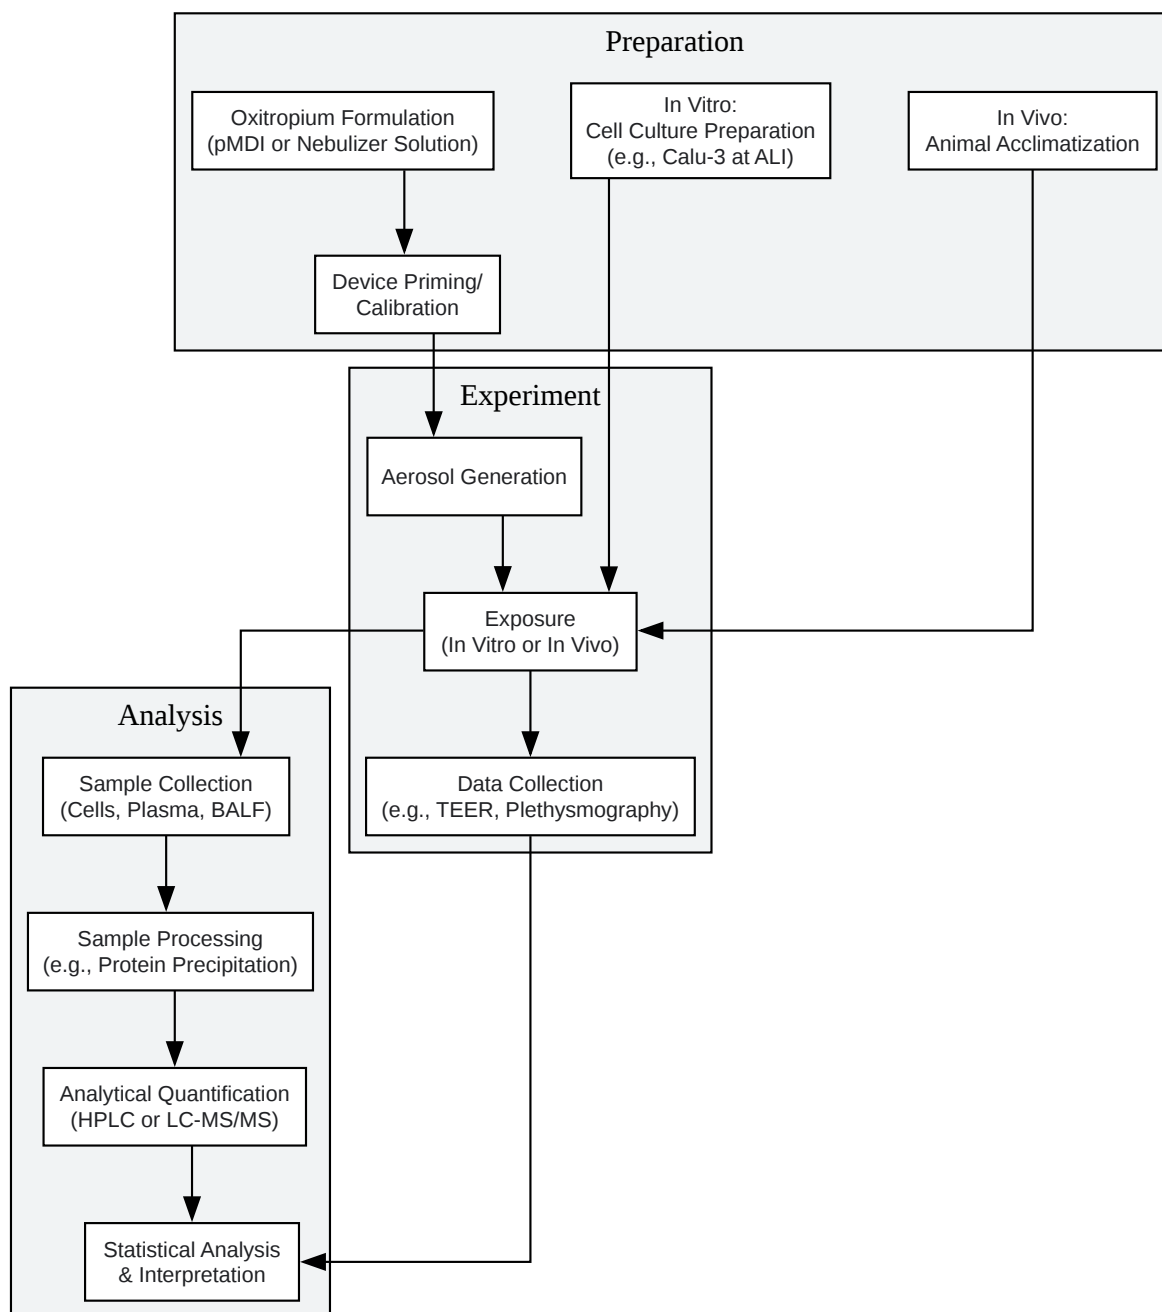 Preparation
Oxitropium Formulation
(pMDI or Nebulizer Solution)
In Vitro:
Cell Culture Preparation
(e.g., Calu-3 at ALI)
In Vivo:
Animal Acclimatization
Device Priming/
Calibration
Experiment
Aerosol Generation
Exposure
(In Vitro or In Vivo)
Analysis
Sample Collection
(Cells, Plasma, BALF)
Data Collection
(e.g., TEER, Plethysmography)
Sample Processing
(e.g., Protein Precipitation)
Analytical Quantification
(HPLC or LC-MS/MS)
Statistical Analysis
& Interpretation